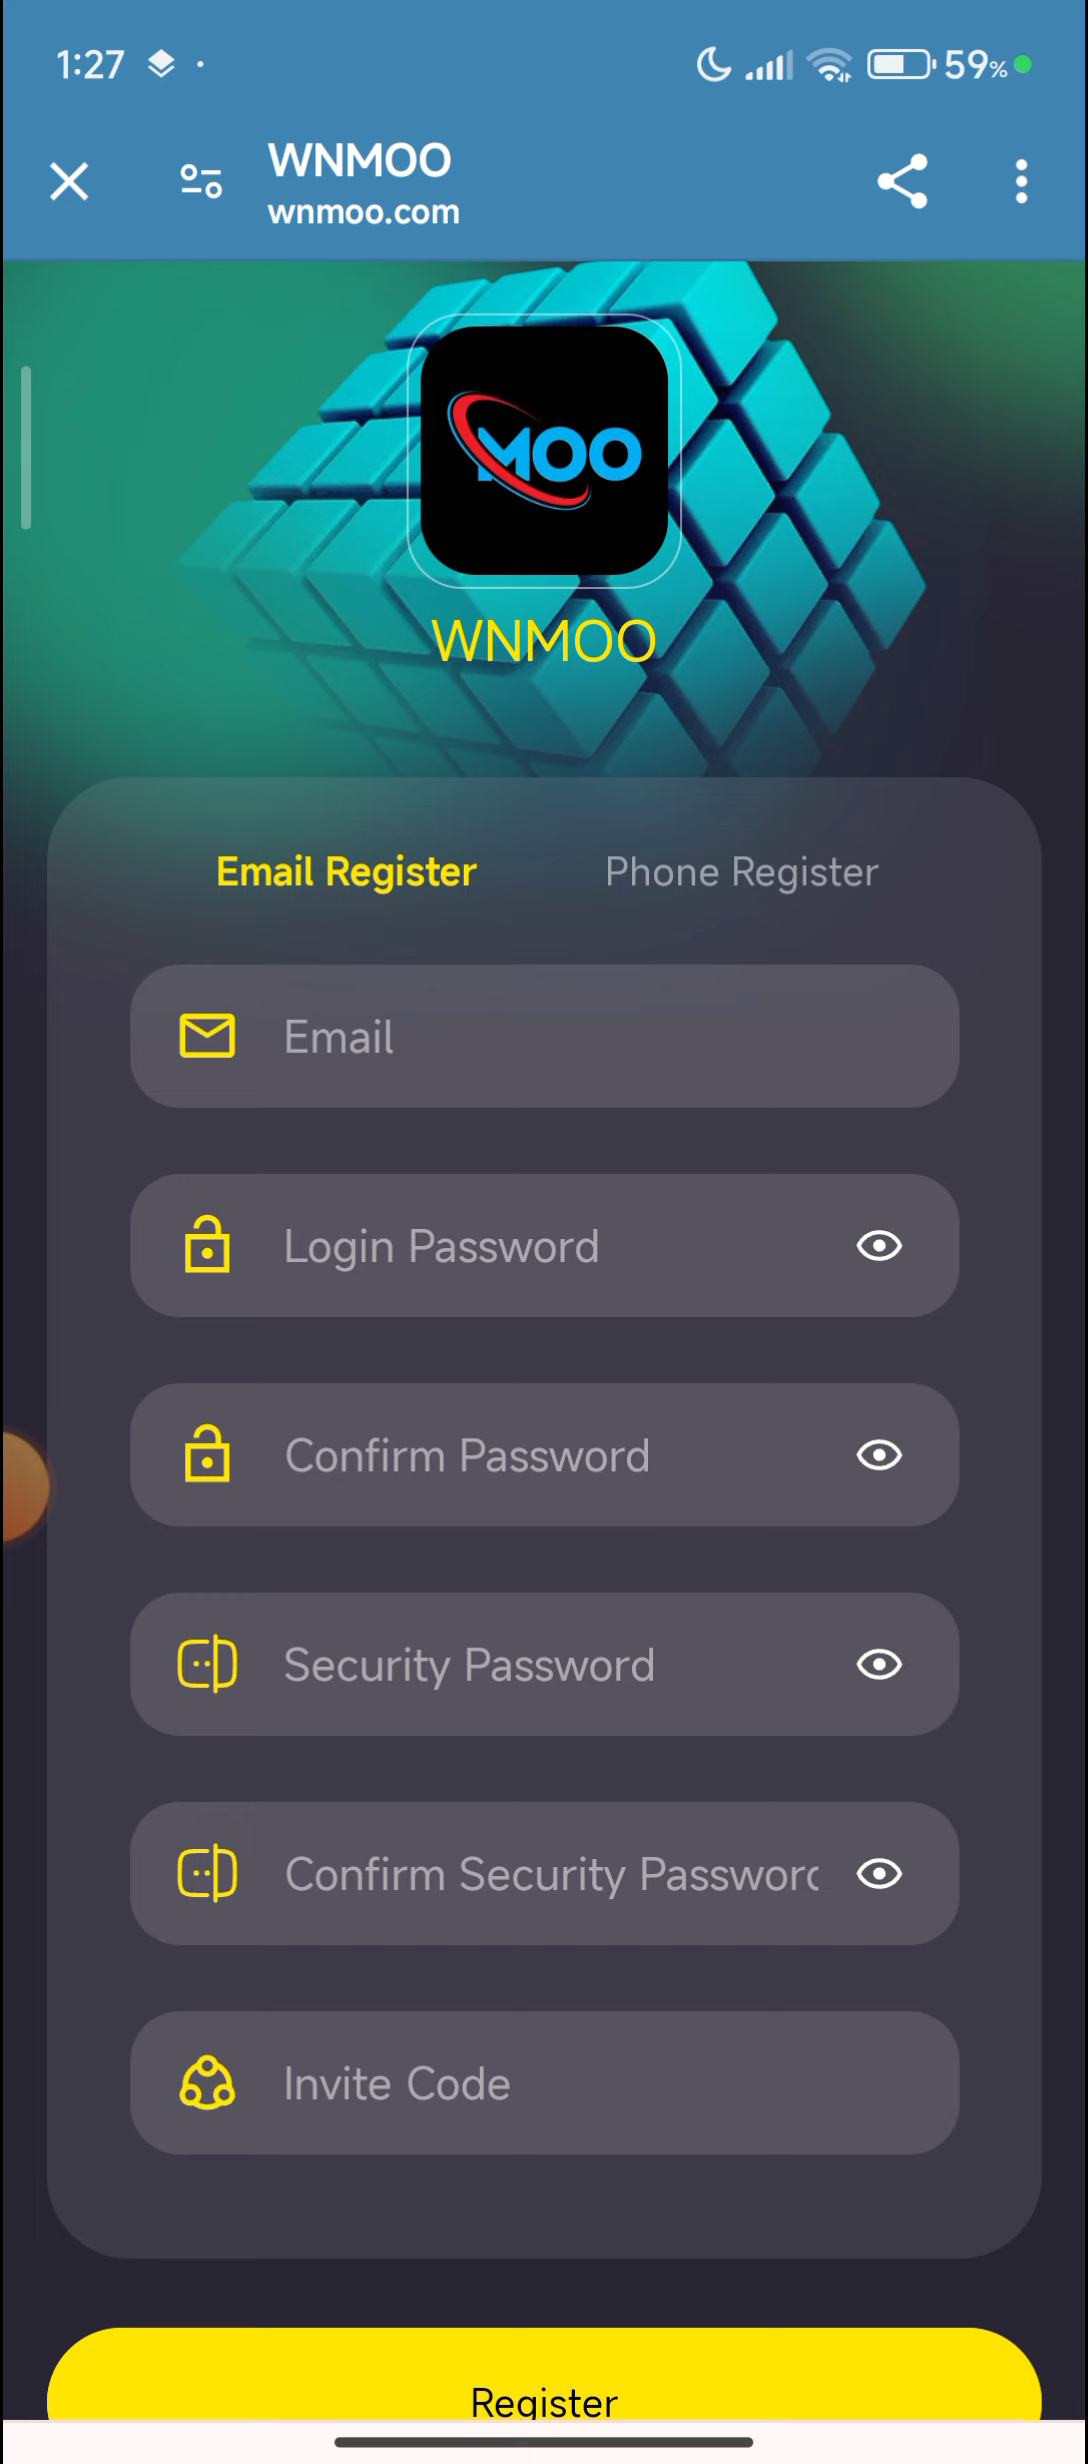 1:27
59%
WNMOO
wnmoo.com
MOO
WNMOO
Email Register
Phone Register
Email
Login Password
Confirm Password
Security Password
Confirm Security Password
Invite Code
Register